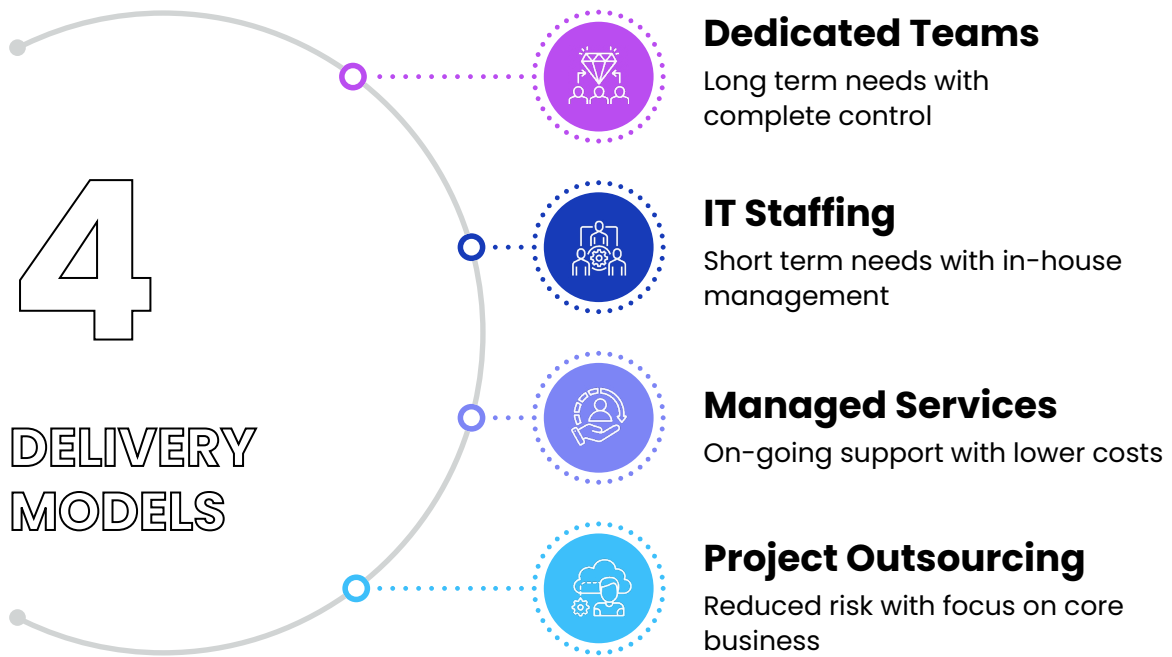 4
DELIVERY
MODELS
Dedicated Teams
Long term needs with
complete control
IT Staffing
Short term needs with in-house
management
Managed Services
On-going support with lower costs
Project Outsourcing
Reduced risk with focus on core
business